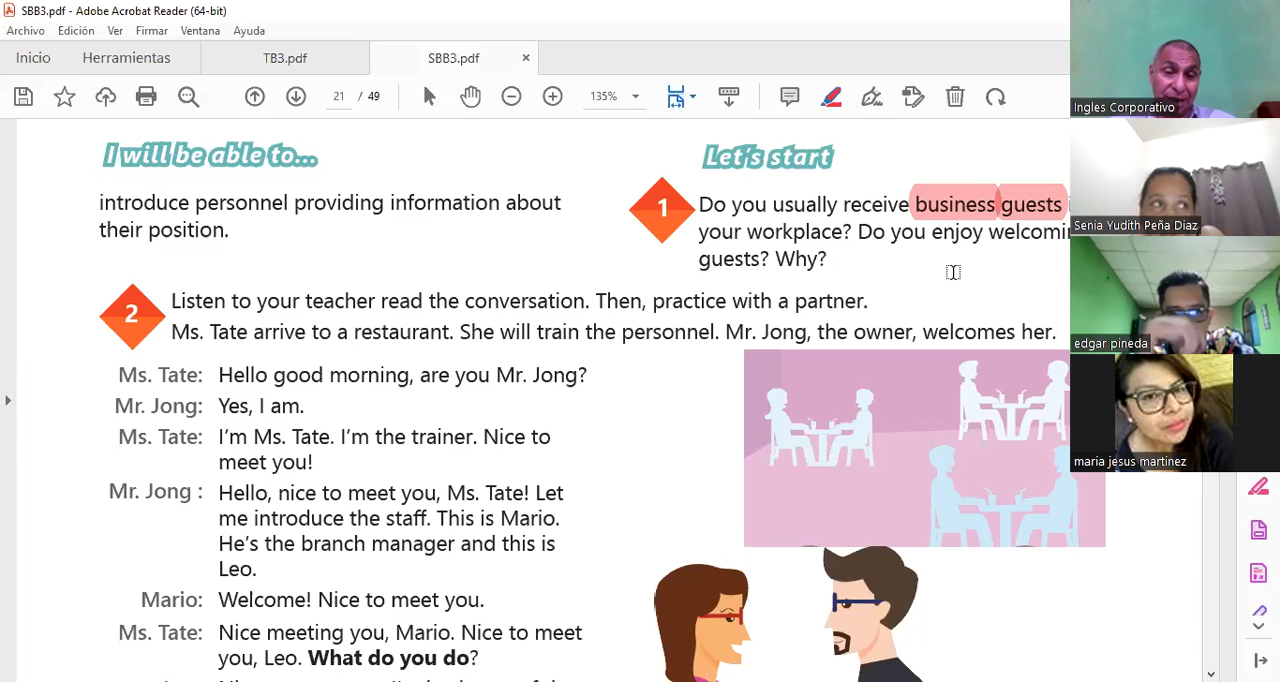 SBB3.pdf - Adobe Acrobat Reader (64-bit)
Archivo Edición Ver Firmar Ventana Ayuda
Inicio Herramientas TB3.pdf SBB3.pdf ×
21 / 49 135%
I will be able to...
introduce personnel providing information about
their position.
Let's start
1 Do you usually receive business guests
your workplace? Do you enjoy welcomin
guests? Why?
2 Listen to your teacher read the conversation. Then, practice with a partner.
Ms. Tate arrive to a restaurant. She will train the personnel. Mr. Jong, the owner, welcomes her.
Ms. Tate: Hello good morning, are you Mr. Jong?
Mr. Jong: Yes, I am.
Ms. Tate: I'm Ms. Tate. I'm the trainer. Nice to
meet you!
Mr. Jong : Hello, nice to meet you, Ms. Tate! Let
me introduce the staff. This is Mario.
He's the branch manager and this is
Leo.
Mario: Welcome! Nice to meet you.
Ms. Tate: Nice meeting you, Mario. Nice to meet
you, Leo. What do you do?
Ingles Corporativo
Senia Yudith Peña Diaz
edgar pineda
maria jesus martinez